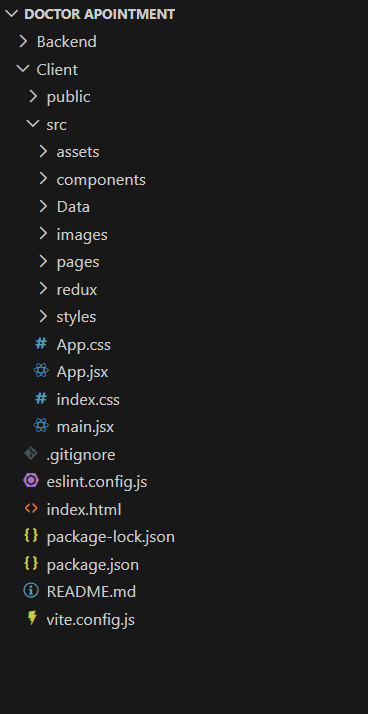 DOCTOR APOINTMENT
Backend
Client
public
src
assets
components
Data
images
pages
redux
styles
# App.css
App.jsx
# index.css
main.jsx
.gitignore
eslint.config.js
<> index.html
{} package-lock.json
{} package.json
README.md
vite.config.js